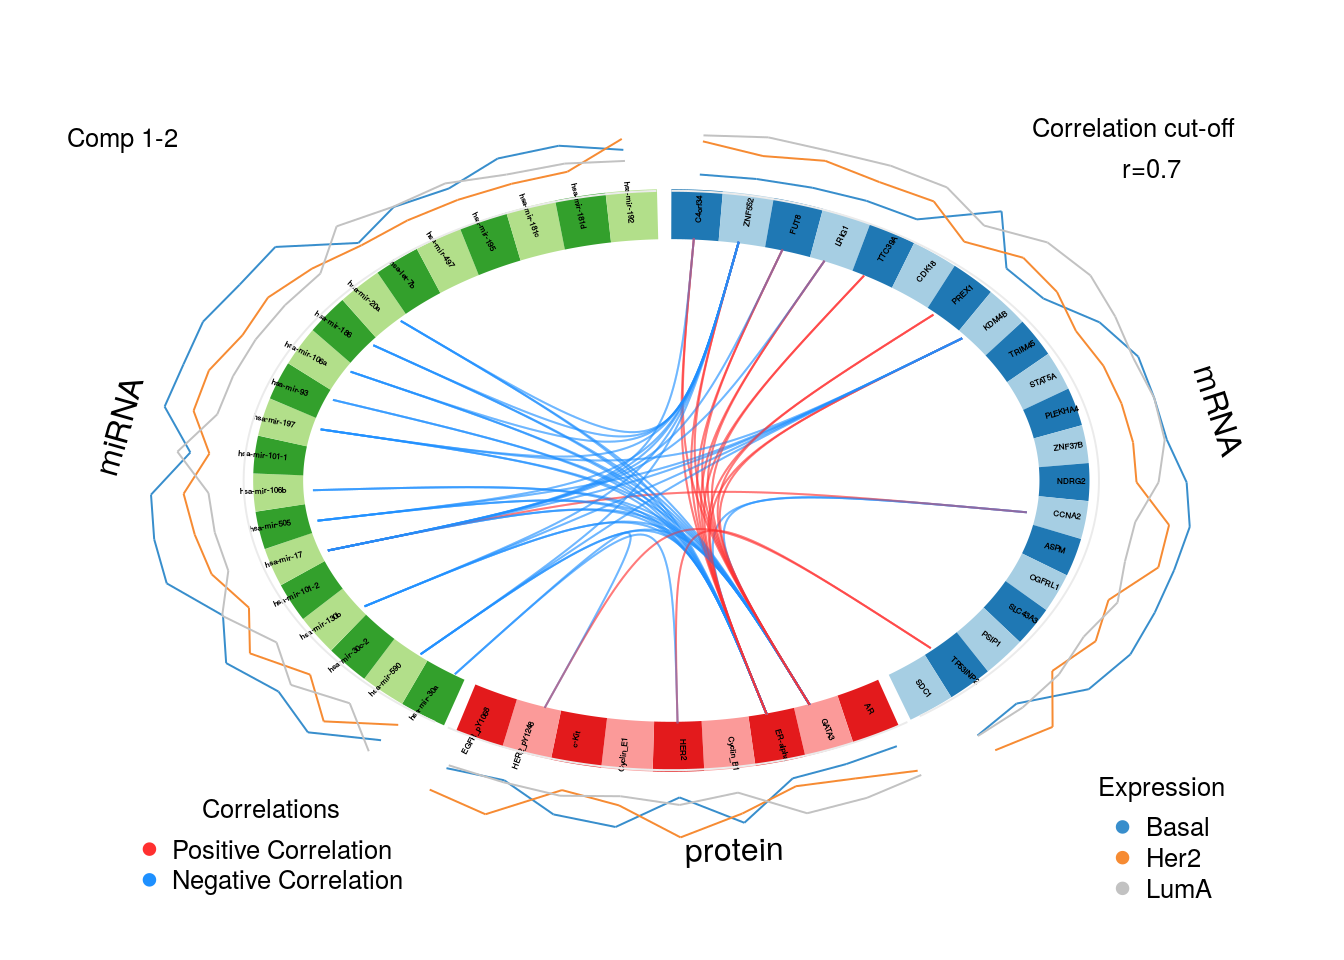 Comp 1-2
Correlation cut-off
r=0.7
miRNA
hsa-mir-192
hsa-mir-181d
hsa-mir-181c
hsa-mir-195
hsa-mir-497
hsa-let-7b
hsa-mir-20a
hsa-mir-186
hsa-mir-106a
hsa-mir-93
hsa-mir-197
hsa-mir-101-1
hsa-mir-106b
hsa-mir-505
hsa-mir-17
hsa-mir-101-2
hsa-mir-130b
hsa-mir-30c-2
hsa-mir-590
hsa-mir-30a
mRNA
C4orf34
ZNF552
FUT8
LRIG1
TTC39A
CDK18
PREX1
KDM4B
TRIM45
STAT5A
PLEKHA4
ZNF37B
NDRG2
CCNA2
ASPM
OGFRL1
SLC43A3
PSIP1
TP53INP2
SDC1
EGFR_pY1068
HER2_pY1248
c-Kit
Cyclin_E1
HER2
Cyclin_B1
ER-alpha
GATA3
AR
protein
Correlations
Positive Correlation
Negative Correlation
Expression
Basal
Her2
LumA